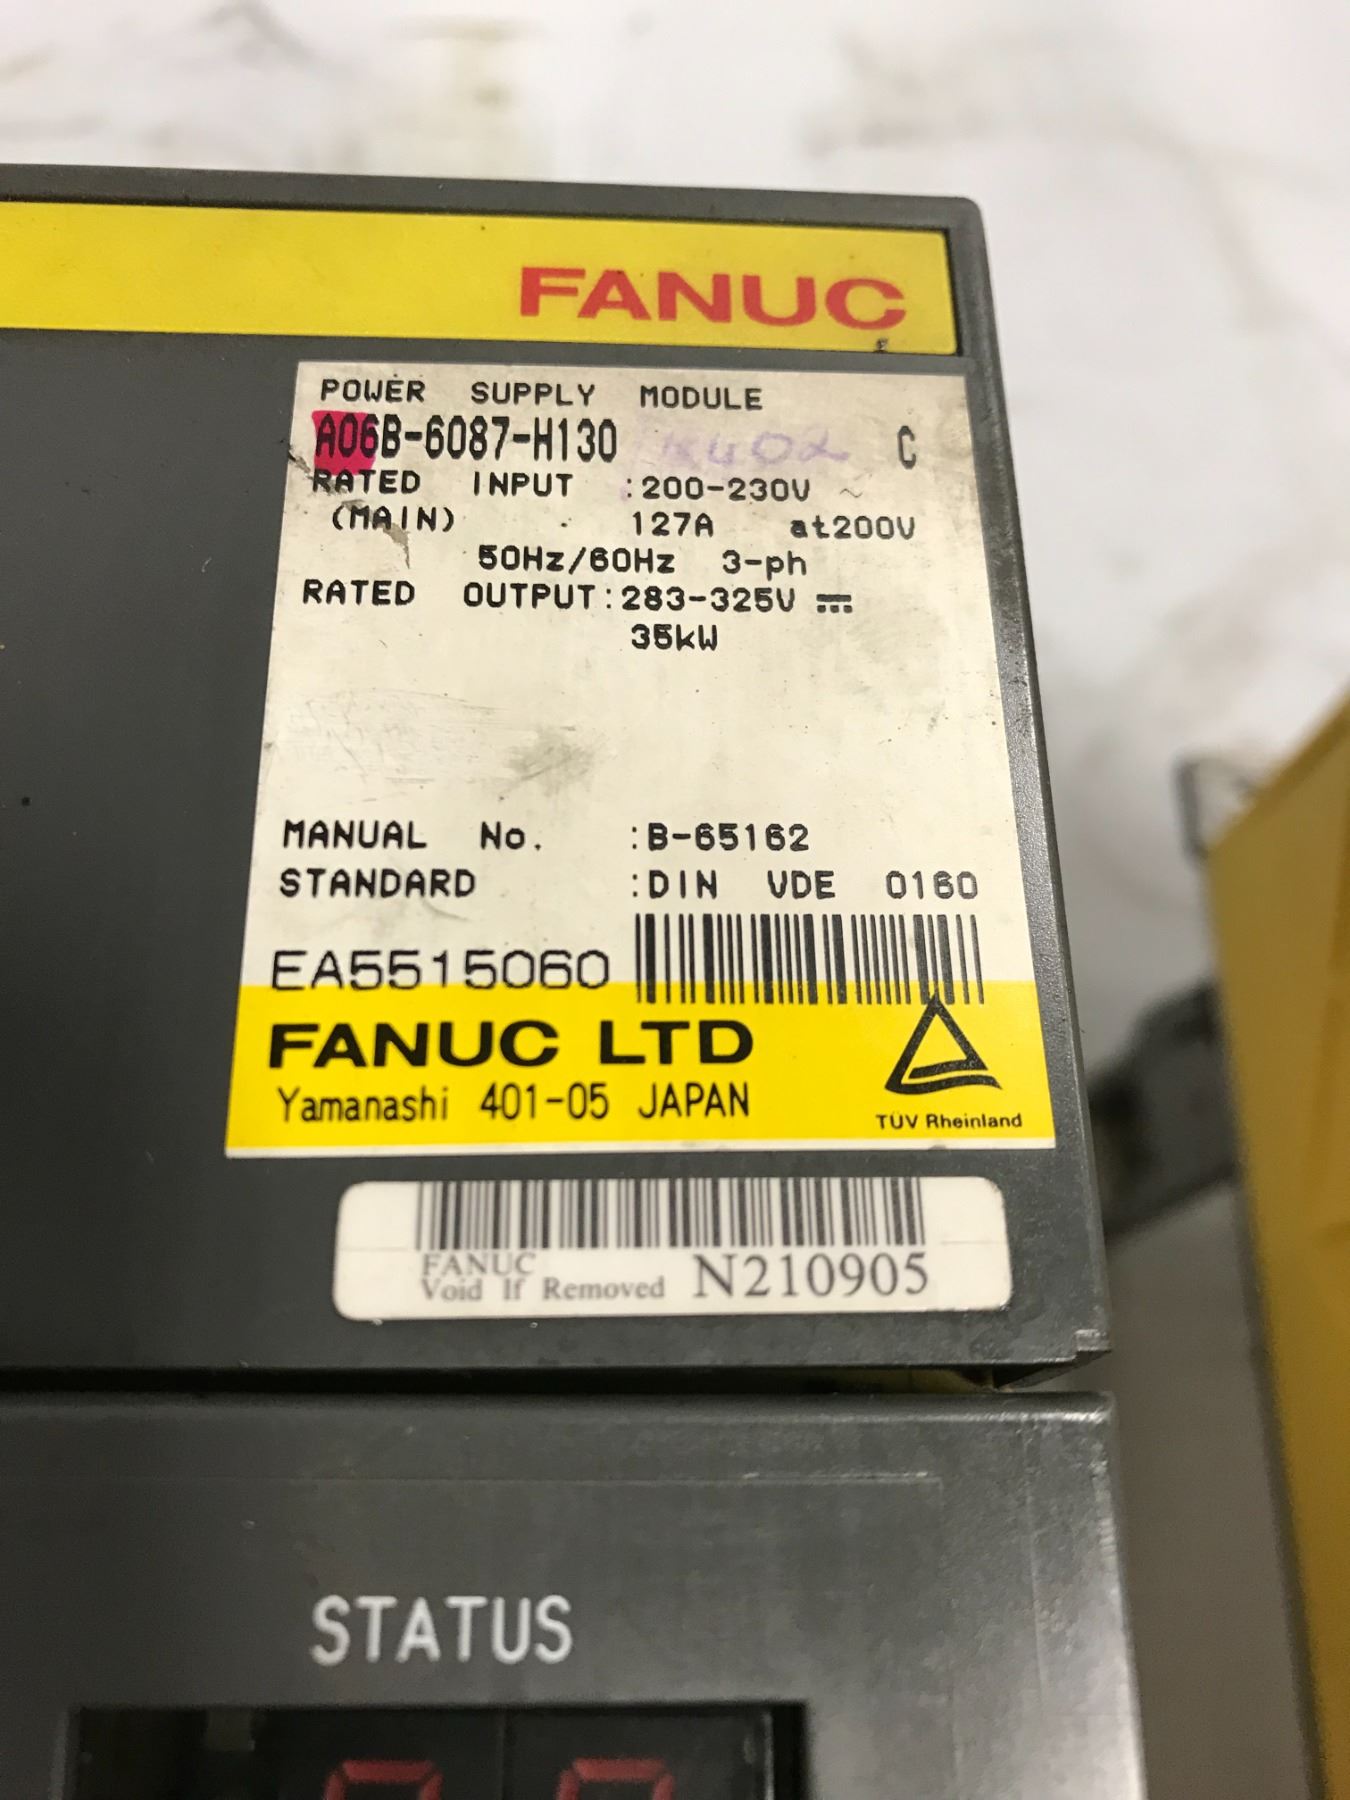 FANUC
POWER SUPPLY MODULE
A06B-6087-H130 C
RATED INPUT :200-230V ~
(MAIN) 127A at200V
50Hz/60Hz 3-ph
RATED OUTPUT:283-325V ⎓
35kW
MANUAL No. :B-65162
STANDARD :DIN VDE 0160
EA5515060
FANUC LTD
Yamanashi 401-05 JAPAN
TÜV Rheinland
FANUC
Void If Removed N210905
STATUS